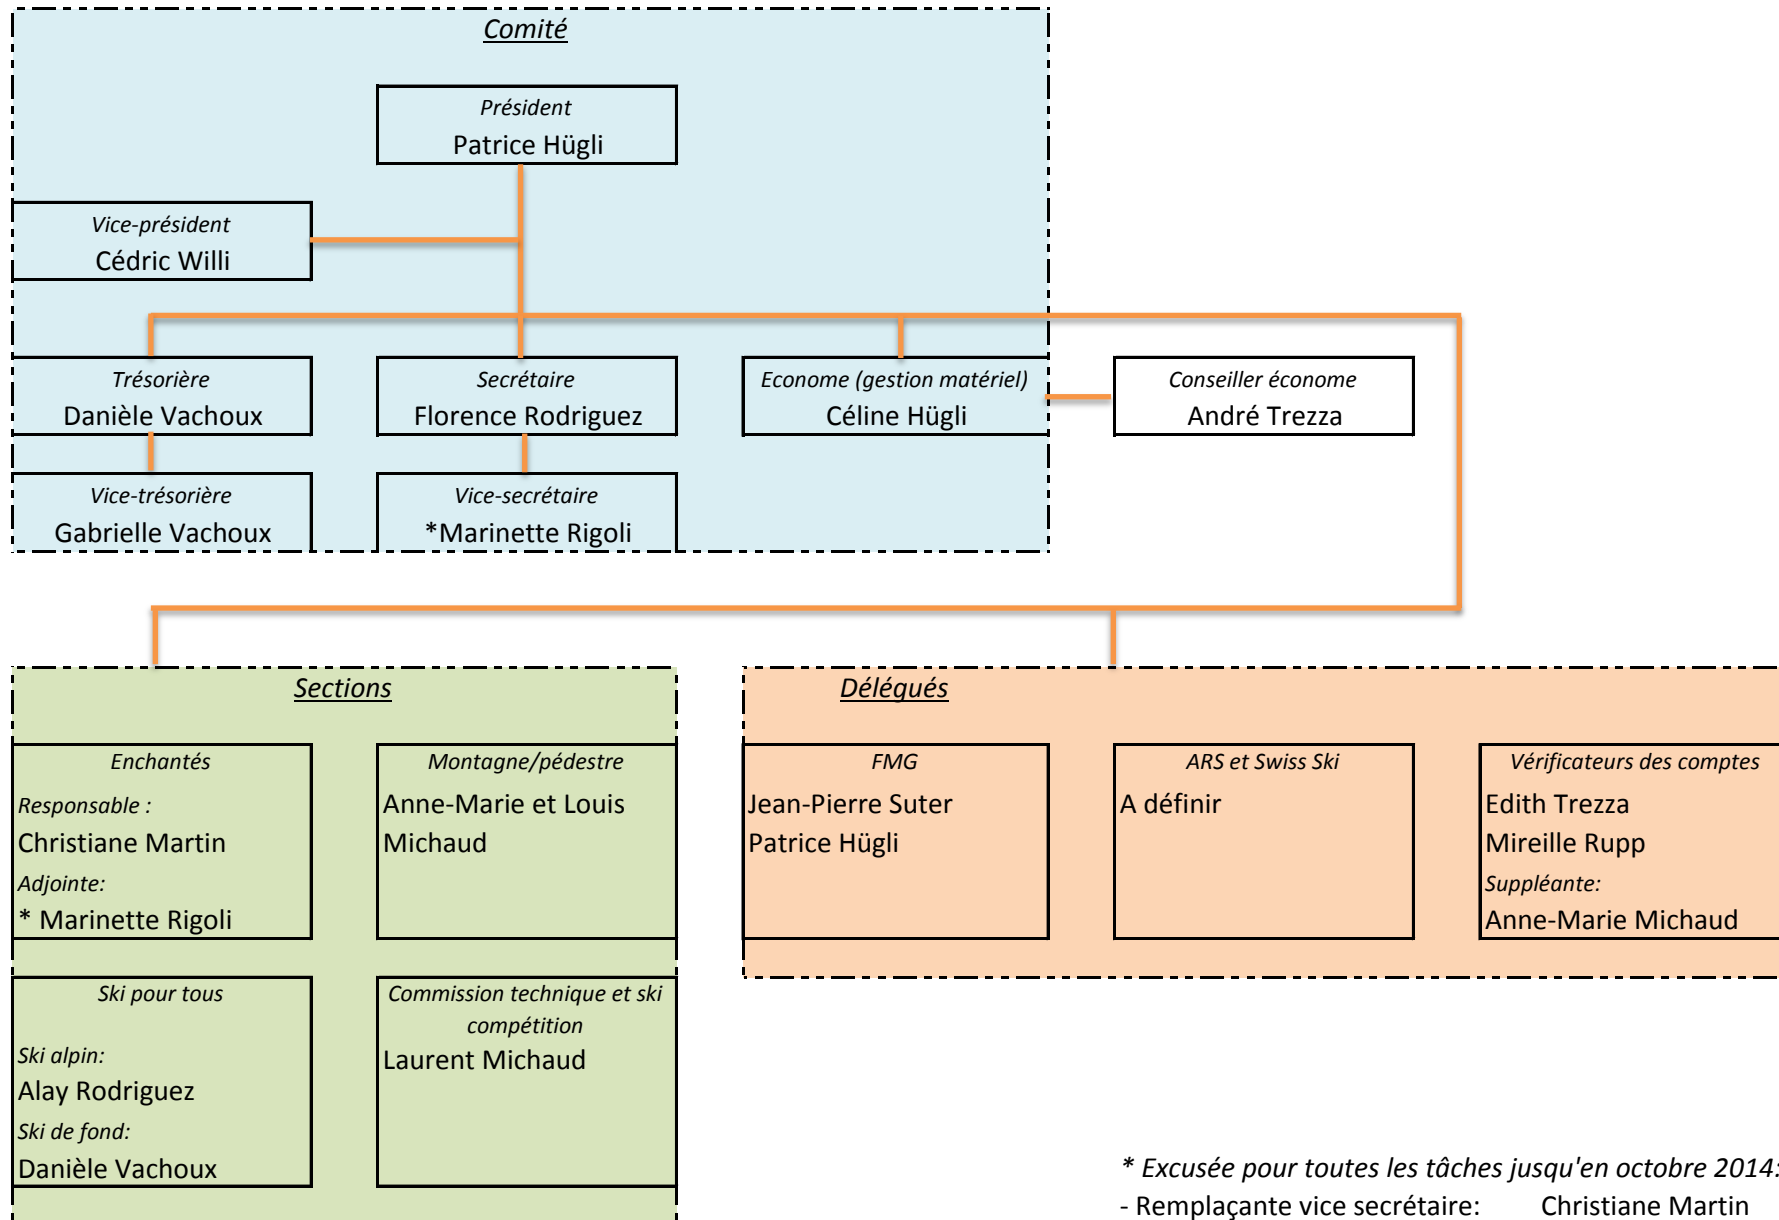 Comité
Président
Patrice Hügli
Vice-président
Cédric Willi
Trésorière
Danièle Vachoux
Secrétaire
Florence Rodriguez
Econome (gestion matériel)
Céline Hügli
Conseiller économe
André Trezza
Vice-trésorière
Gabrielle Vachoux
Vice-secrétaire
*Marinette Rigoli
Sections
Enchantés
Responsable :
Christiane Martin
Adjointe:
* Marinette Rigoli
Montagne/pédestre
Anne-Marie et Louis
Michaud
Ski pour tous
Ski alpin:
Alay Rodriguez
Ski de fond:
Danièle Vachoux
Commission technique et ski
compétition
Laurent Michaud
Délégués
FMG
Jean-Pierre Suter
Patrice Hügli
ARS et Swiss Ski
A définir
Vérificateurs des comptes
Edith Trezza
Mireille Rupp
Suppléante:
Anne-Marie Michaud
* Excusée pour toutes les tâches jusqu'en octobre 2014:
- Remplaçante vice secrétaire: Christiane Martin